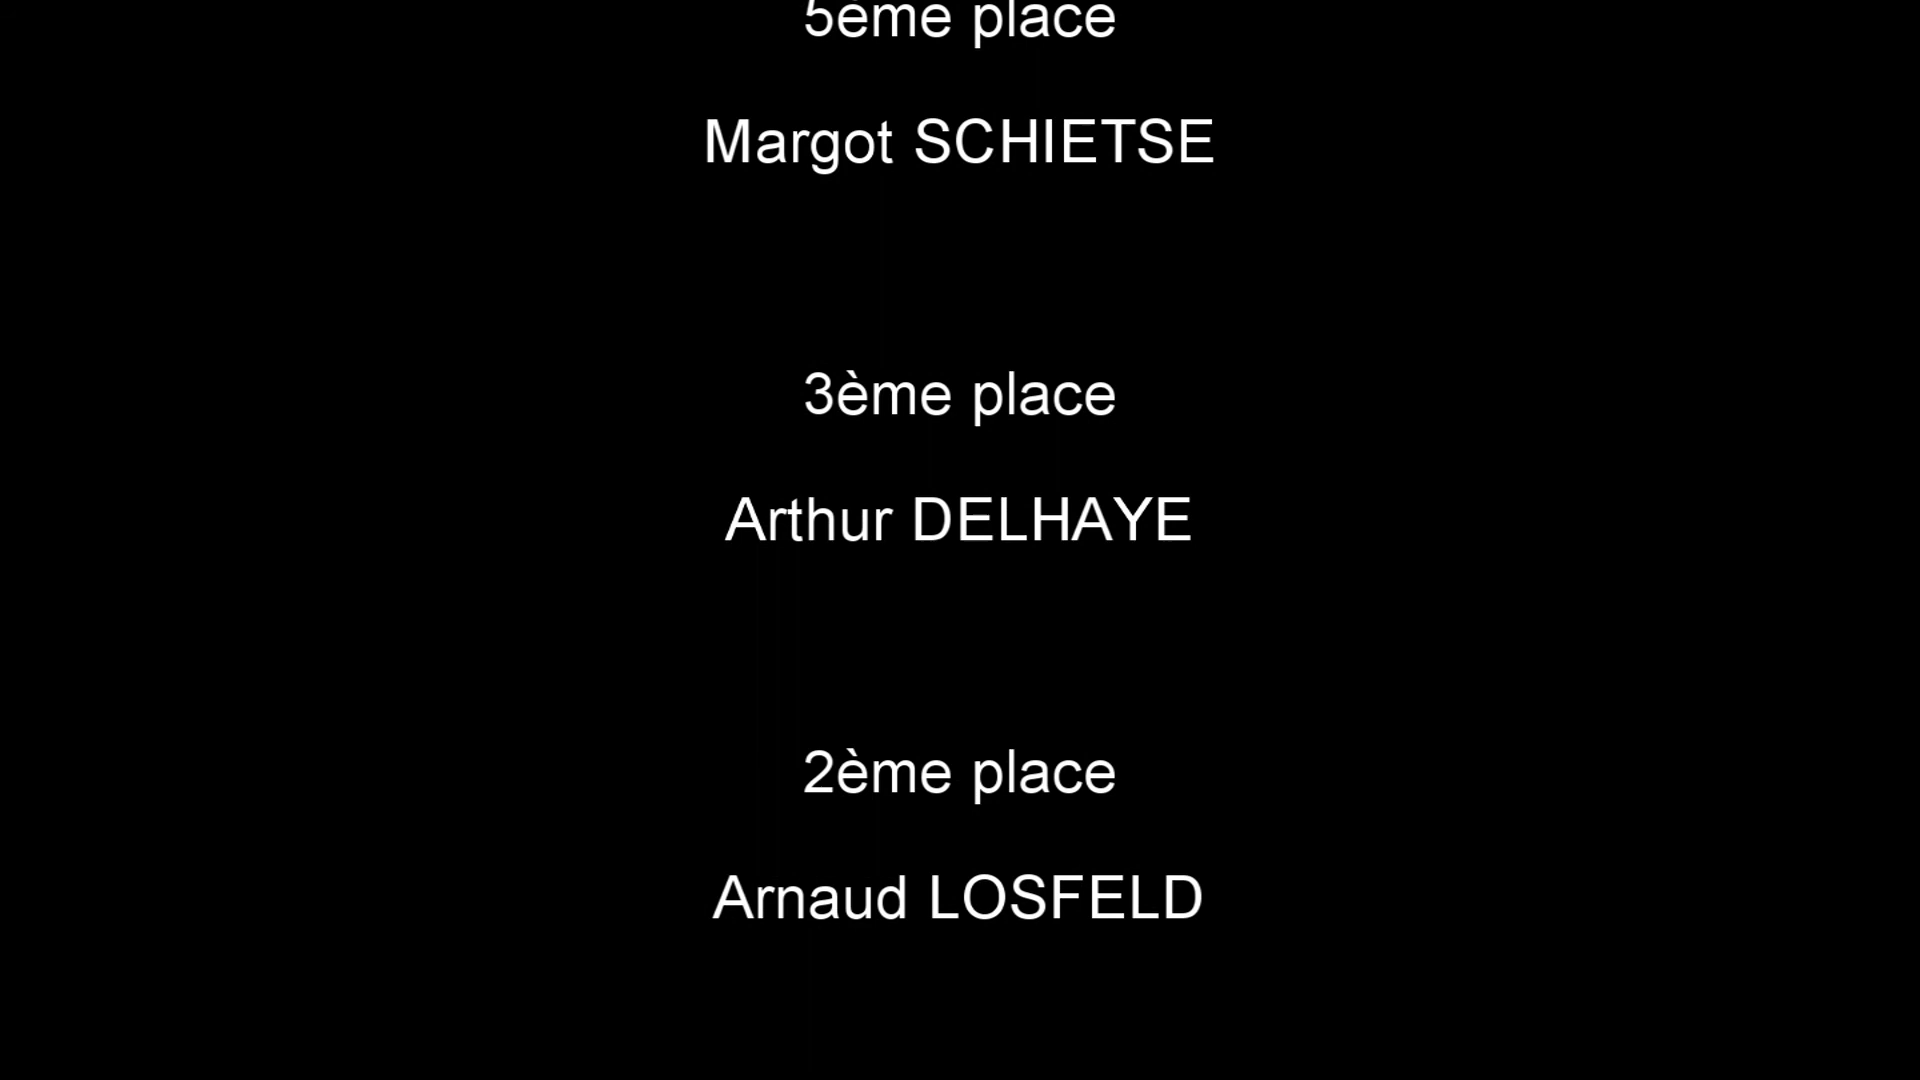 5ème place
Margot SCHIETSE
3ème place
Arthur DELHAYE
2ème place
Arnaud LOSFELD